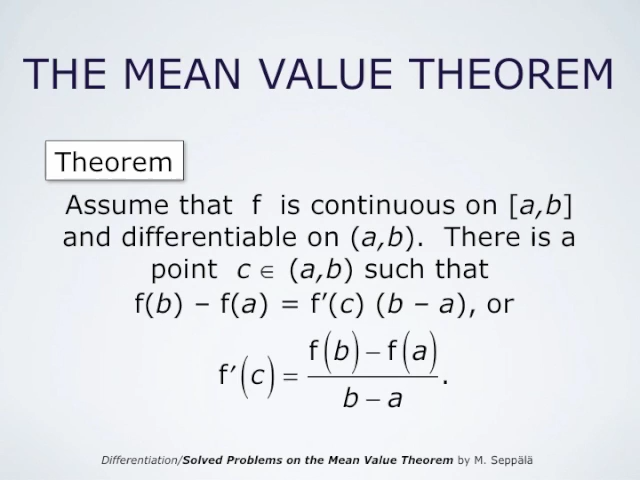 THE MEAN VALUE THEOREM
Theorem
Assume that f is continuous on [a,b]
and differentiable on (a,b). There is a
point c ∈ (a,b) such that
f(b) – f(a) = f’(c) (b – a), or
f′(c) = (f(b) – f(a)) / (b – a).
Differentiation/Solved Problems on the Mean Value Theorem by M. Seppälä